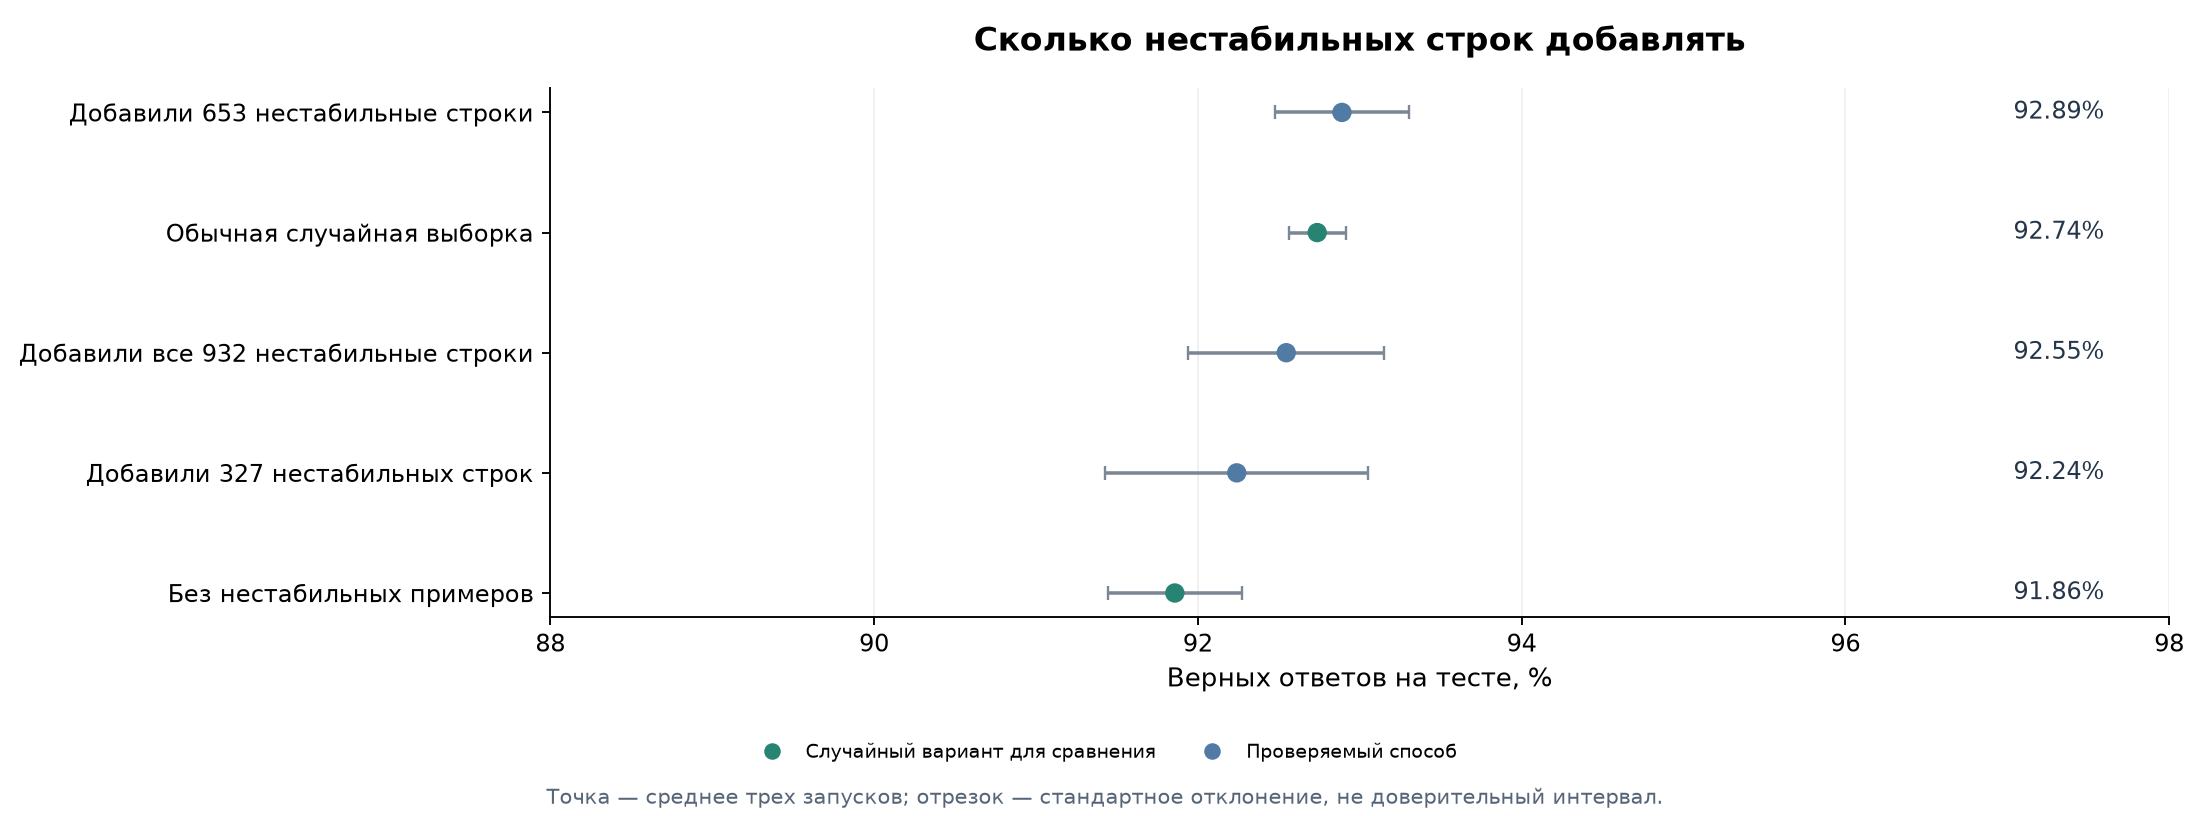 Сколько нестабильных строк добавлять
Добавили 653 нестабильные строки
92.89%
Обычная случайная выборка
92.74%
Добавили все 932 нестабильные строки
92.55%
Добавили 327 нестабильных строк
92.24%
Без нестабильных примеров
91.86%
88 90 92 94 96 98
Верных ответов на тесте, %
Случайный вариант для сравнения
Проверяемый способ
Точка — среднее трех запусков; отрезок — стандартное отклонение, не доверительный интервал.